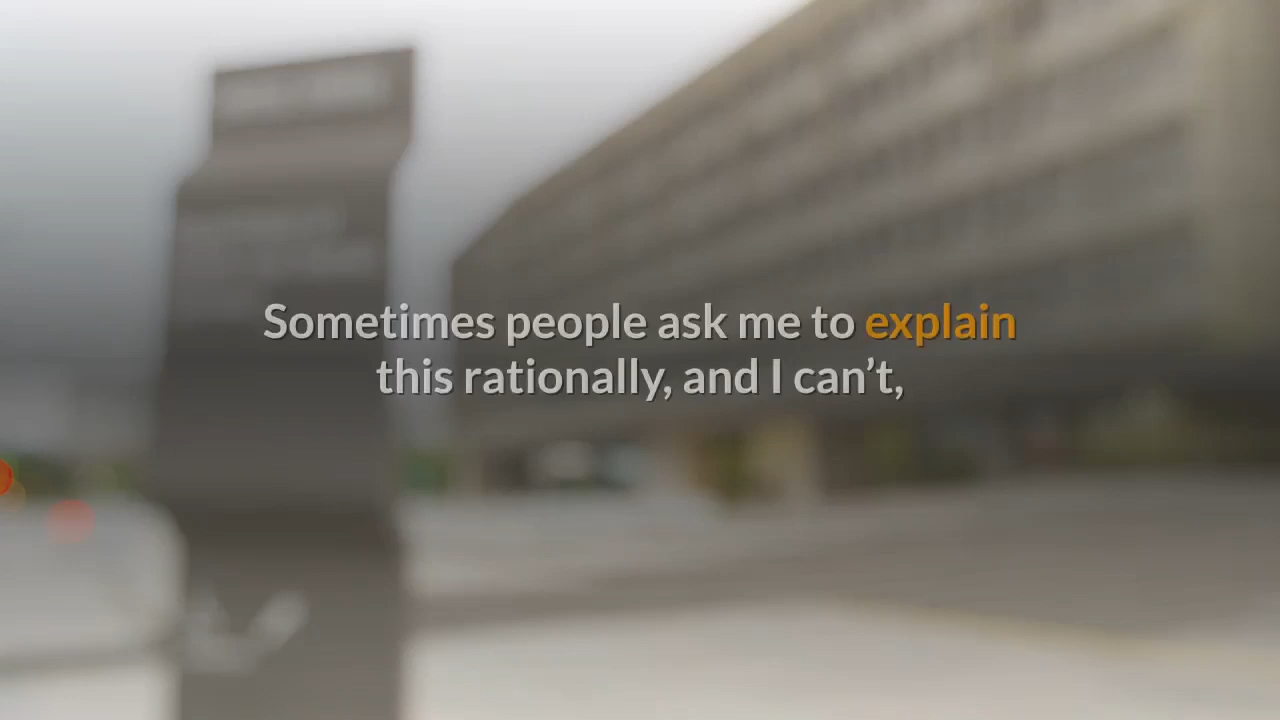 Sometimes people ask me to explain
this rationally, and I can’t,